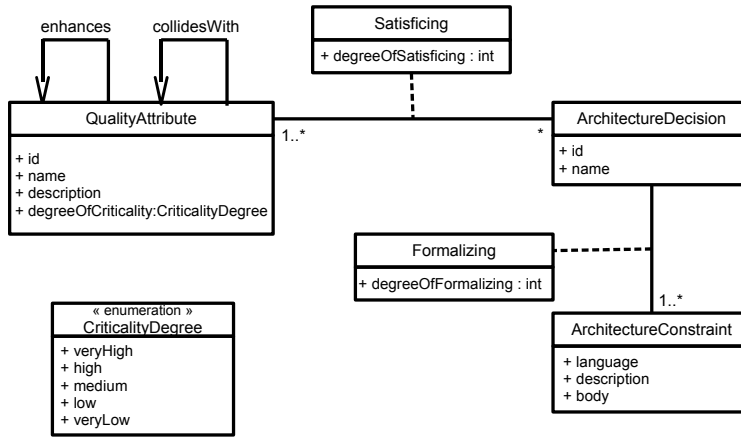 enhances
collidesWith
Satisficing
+ degreeOfSatisficing : int
QualityAttribute
+ id
+ name
+ description
+ degreeOfCriticality:CriticalityDegree
1..*
*
ArchitectureDecision
+ id
+ name
Formalizing
+ degreeOfFormalizing : int
1..*
« enumeration »
CriticalityDegree
+ veryHigh
+ high
+ medium
+ low
+ veryLow
ArchitectureConstraint
+ language
+ description
+ body